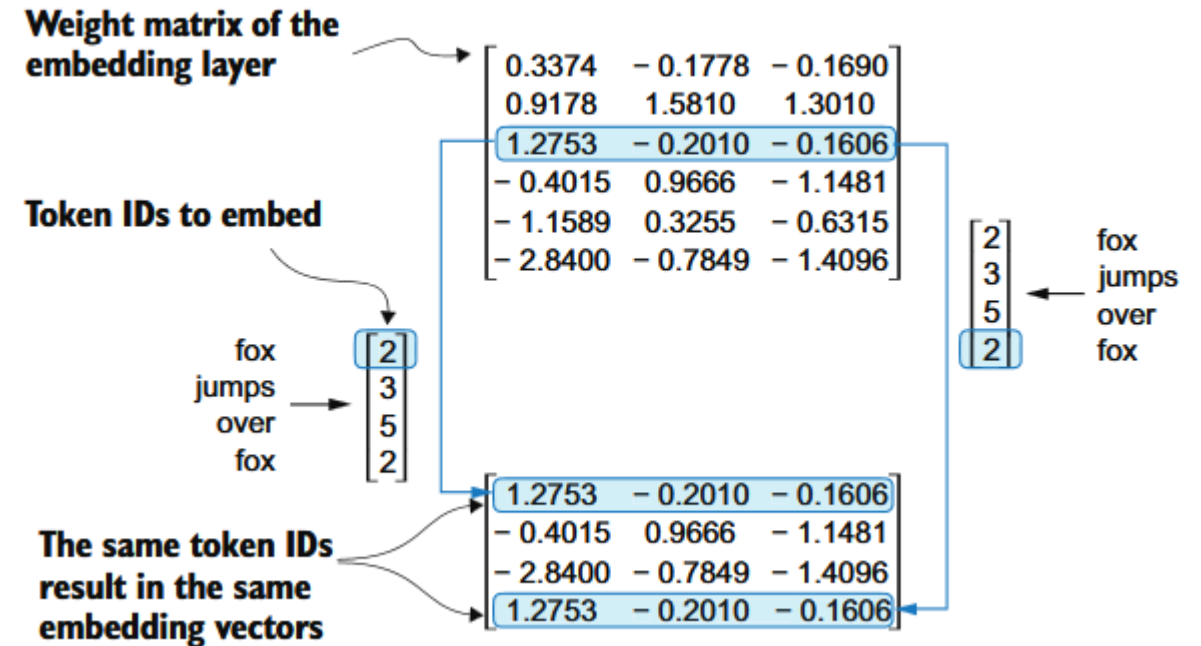 Weight matrix of the
embedding layer
0.3374 − 0.1778 − 0.1690
0.9178 1.5810 1.3010
1.2753 − 0.2010 − 0.1606
− 0.4015 0.9666 − 1.1481
− 1.1589 0.3255 − 0.6315
− 2.8400 − 0.7849 − 1.4096
Token IDs to embed
fox 2
jumps 3
over 5
fox 2
2 fox
3 jumps
5 over
2 fox
The same token IDs
result in the same
embedding vectors
1.2753 − 0.2010 − 0.1606
− 0.4015 0.9666 − 1.1481
− 2.8400 − 0.7849 − 1.4096
1.2753 − 0.2010 − 0.1606